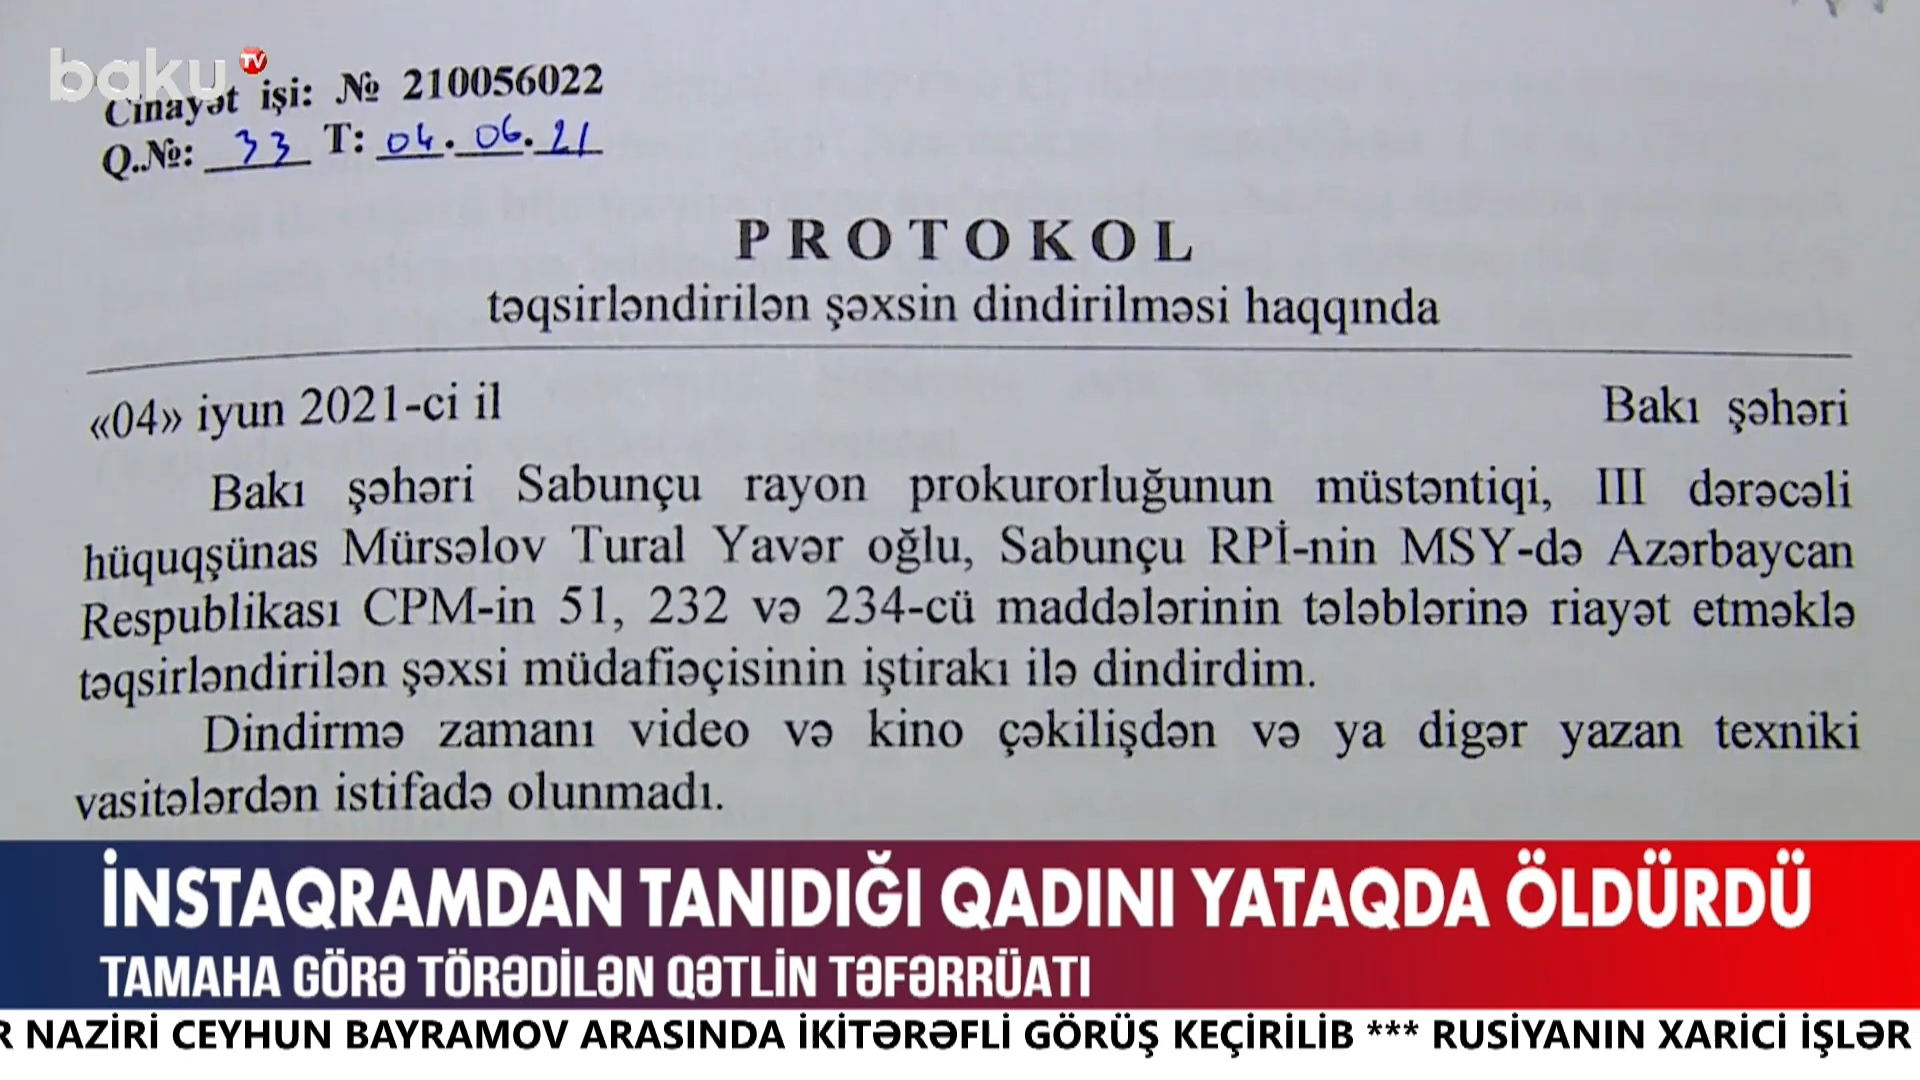 baku TV
Cinayət işi: № 210056022
Q.№: 33 T: 04.06.21
PROTOKOL
təqsirləndirilən şəxsin dindirilməsi haqqında
«04» iyun 2021-ci il Bakı şəhəri
Bakı şəhəri Sabunçu rayon prokurorluğunun müstəntiqi, III dərəcəli
hüquqşünas Mürsəlov Tural Yavər oğlu, Sabunçu RPİ-nin MSY-də Azərbaycan
Respublikası CPM-in 51, 232 və 234-cü maddələrinin tələblərinə riayət etməklə
təqsirləndirilən şəxsi müdafiəçisinin iştirakı ilə dindirdim.
Dindirmə zamanı video və kino çəkilişdən və ya digər yazan texniki
vasitələrdən istifadə olunmadı.
İNSTAQRAMDAN TANIDIĞI QADINI YATAQDA ÖLDÜRDÜ
TAMAHA GÖRƏ TÖRƏDİLƏN QƏTLİN TƏFƏRRÜATI
R NAZİRİ CEYHUN BAYRAMOV ARASINDA İKİTƏRƏFLİ GÖRÜŞ KEÇİRİLİB *** RUSİYANIN XARİCİ İŞLƏR